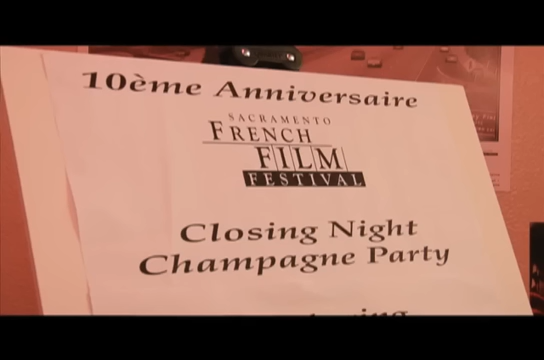 10ème Anniversaire
SACRAMENTO
FRENCH
FILM
FESTIVAL
Closing Night
Champagne Party